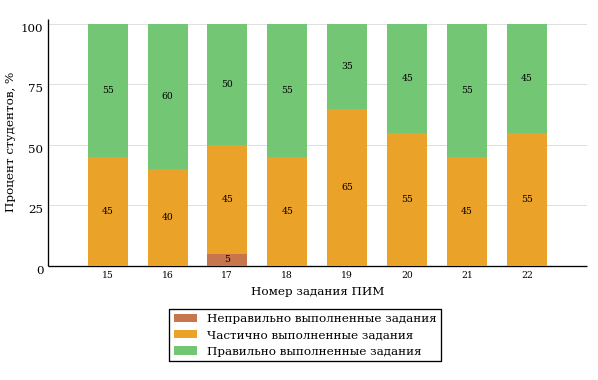 Процент студентов, %
100
75
50
25
0
55 60 50 55 35 45 55 45
45 40 45 45 65 55 45 55
5
15 16 17 18 19 20 21 22
Номер задания ПИМ
Неправильно выполненные задания
Частично выполненные задания
Правильно выполненные задания